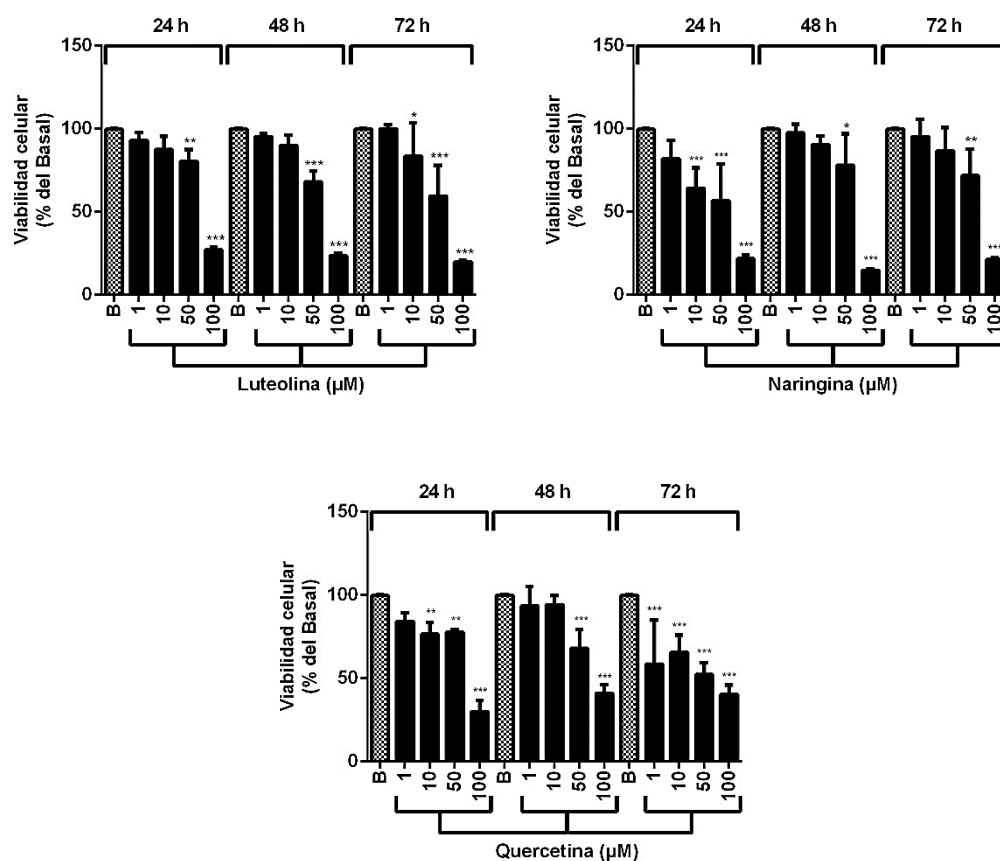 24 h 48 h 72 h
150
100
50
0
Viabilidad celular
(% del Basal)
** *** *** *** * *** ***
B 1 10 50 100 B 1 10 50 100 B 1 10 50 100
Luteolina (µM)
24 h 48 h 72 h
150
100
50
0
Viabilidad celular
(% del Basal)
*** *** *** * *** ** ***
B 1 10 50 100 B 1 10 50 100 B 1 10 50 100
Naringina (µM)
24 h 48 h 72 h
150
100
50
0
Viabilidad celular
(% del Basal)
** ** *** *** *** *** *** *** ***
B 1 10 50 100 B 1 10 50 100 B 1 10 50 100
Quercetina (µM)